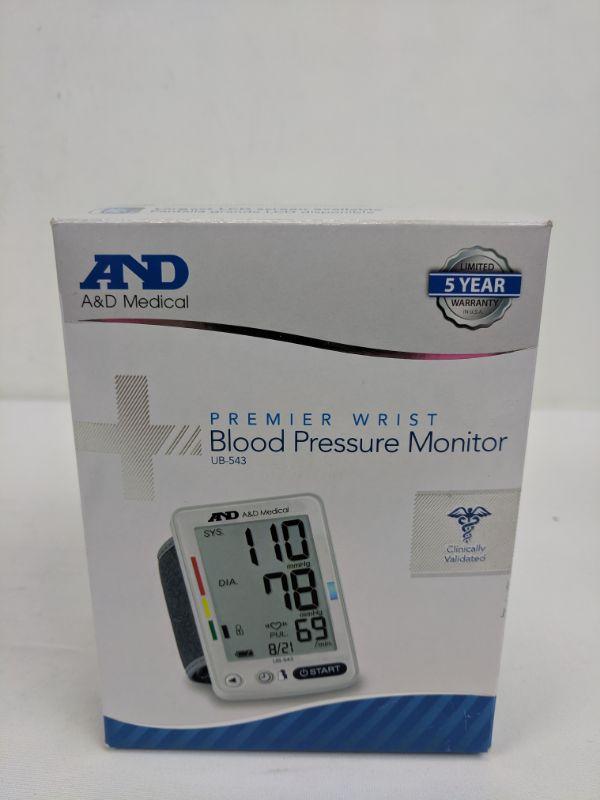 AND
A&D Medical
LIMITED
5 YEAR
WARRANTY
IN U.S.A.
PREMIER WRIST
Blood Pressure Monitor
UB-543
Clinically
Validated
AND A&D Medical
SYS. 110
mmHg
DIA. 78
mmHg
PUL. 69
/min.
8/21
UB-543
START